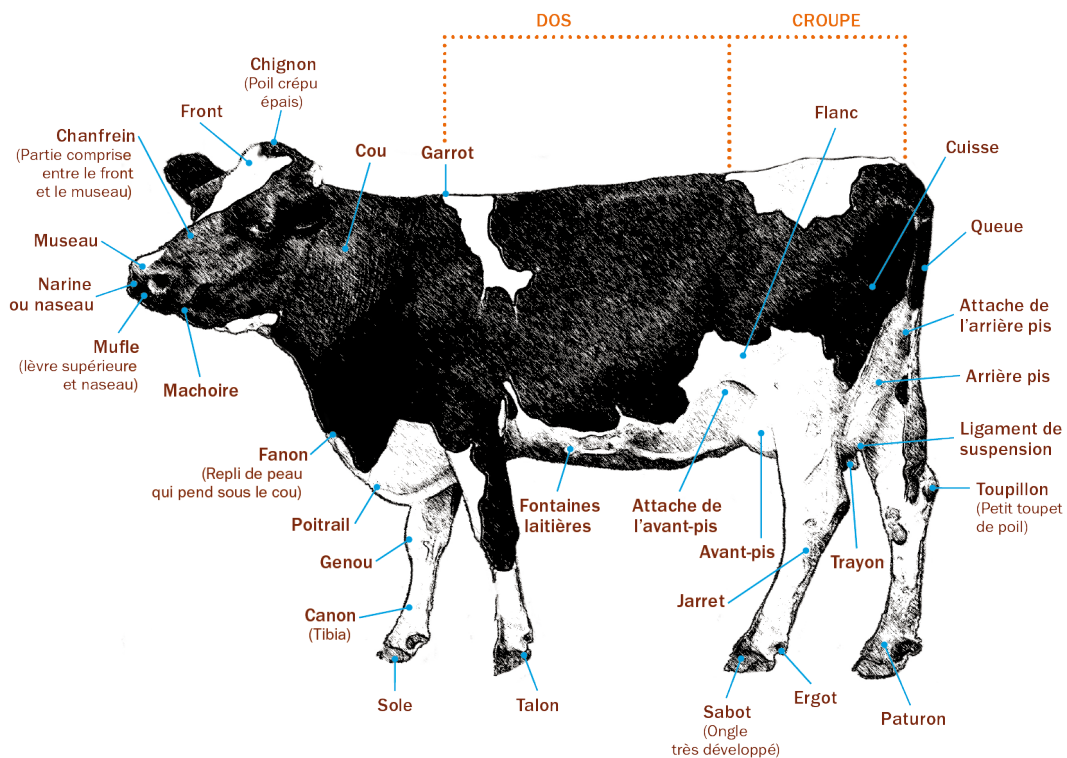 DOS
CROUPE
Chignon
(Poil crépu
épais)
Front
Chanfrein
(Partie comprise
entre le front
et le museau)
Cou
Garrot
Flanc
Cuisse
Museau
Queue
Narine
ou naseau
Attache de
l'arrière pis
Mufle
(lèvre supérieure
et naseau)
Machoire
Arrière pis
Fanon
(Repli de peau
qui pend sous le cou)
Ligament de
suspension
Poitrail
Fontaines
laitières
Attache de
l'avant-pis
Toupillon
(Petit toupet
de poil)
Genou
Avant-pis
Trayon
Canon
(Tibia)
Jarret
Sole
Talon
Sabot
(Ongle
très développé)
Ergot
Paturon